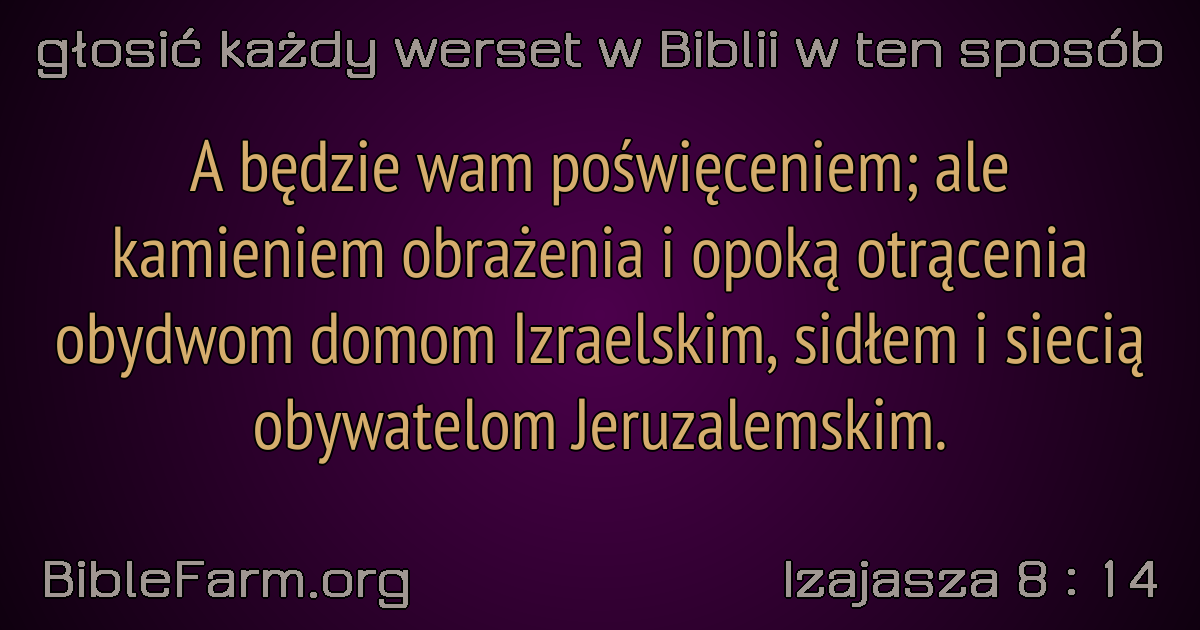 głosić każdy werset w Biblii w ten sposób
A będzie wam poświęceniem; ale
kamieniem obrażenia i opoką otrącenia
obydwom domom Izraelskim, sidłem i siecią
obywatelom Jeruzalemskim.
BibleFarm.org
Izajasza 8 : 14